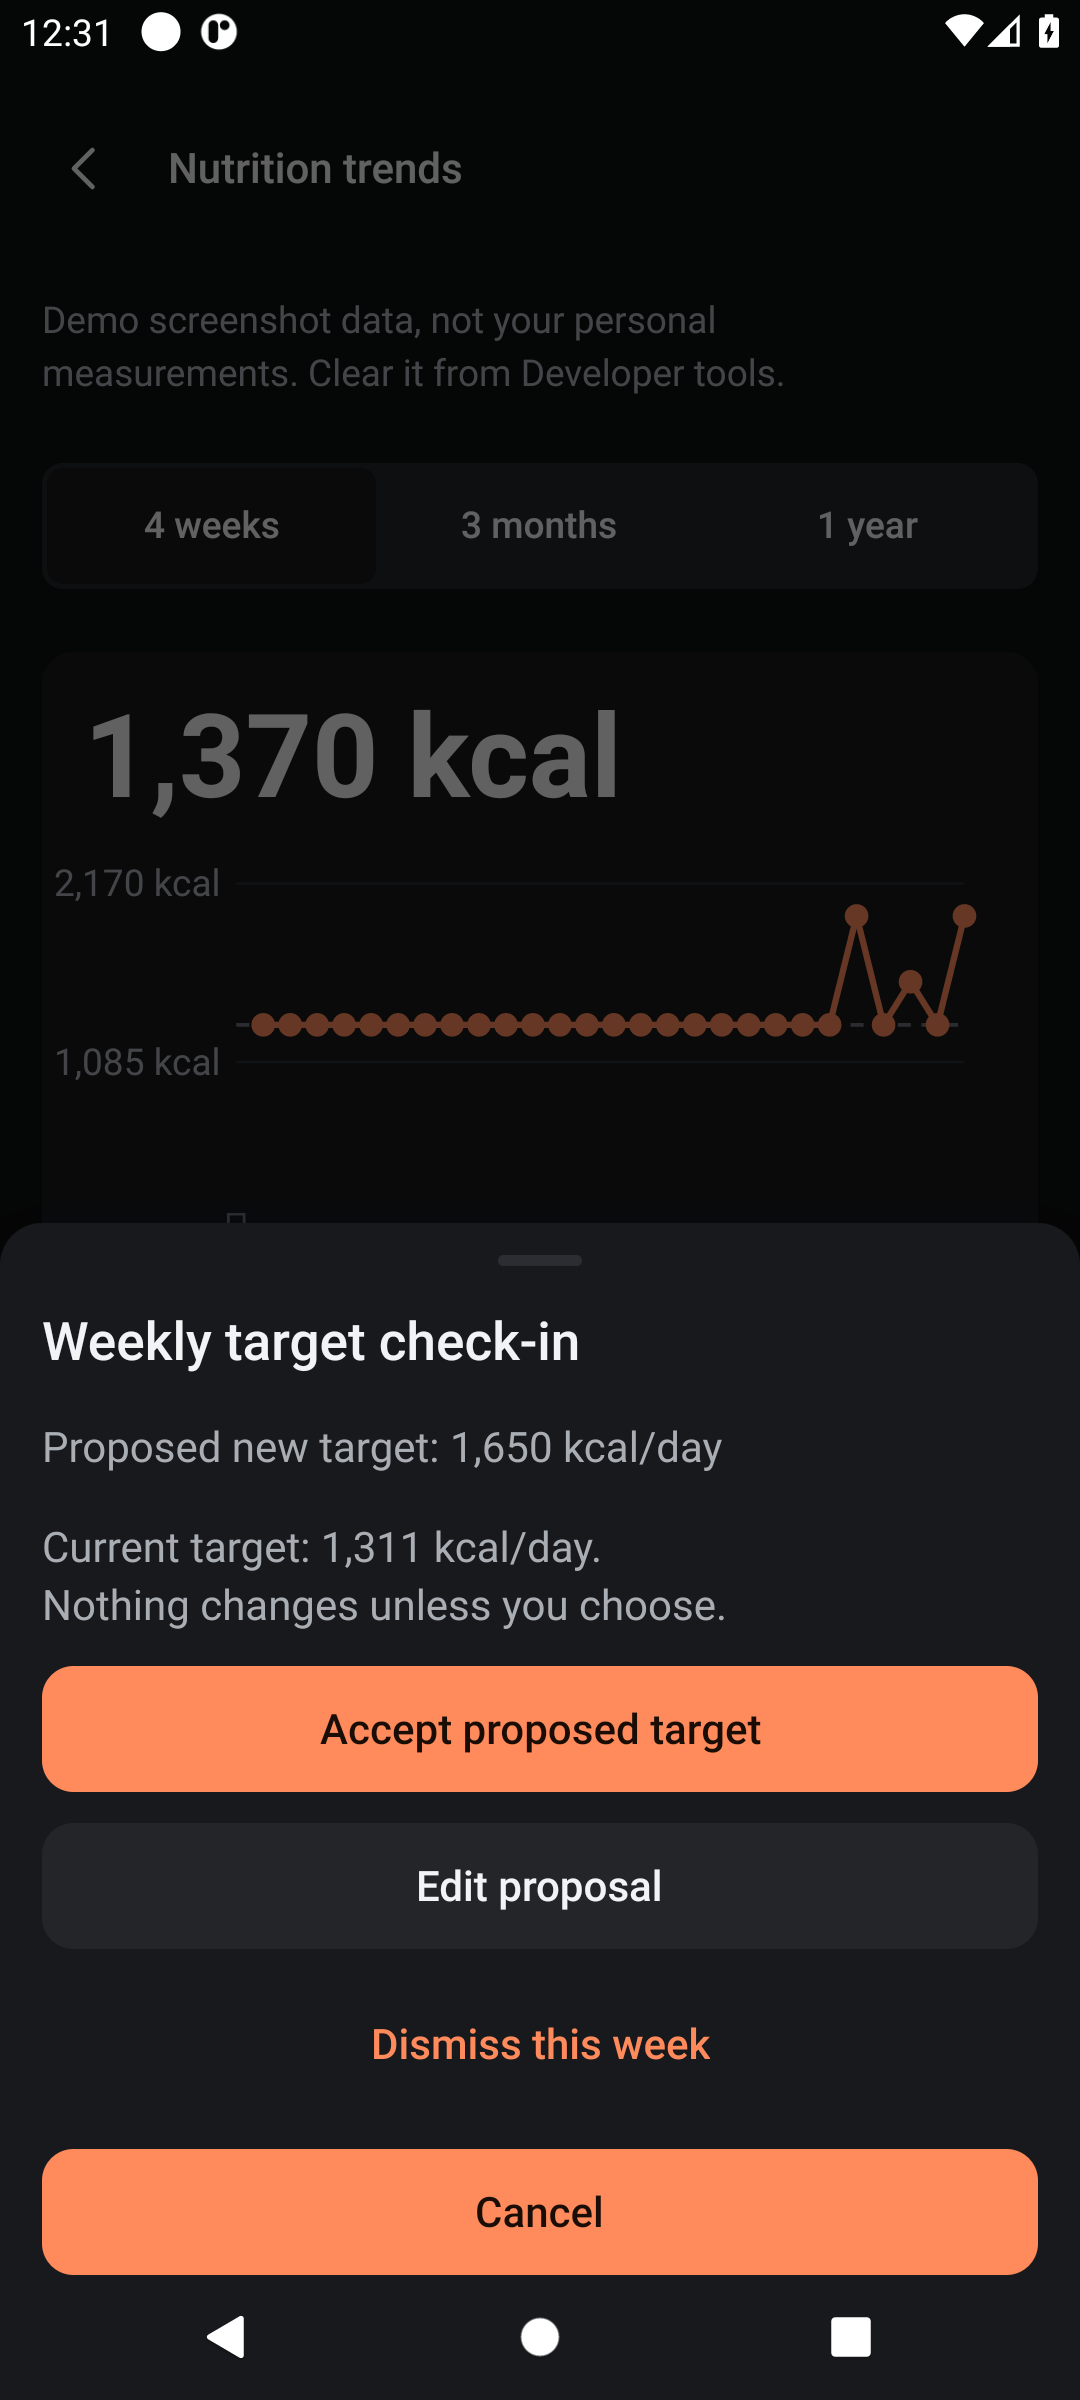 12:31
Nutrition trends
Demo screenshot data, not your personal
measurements. Clear it from Developer tools.
4 weeks
3 months
1 year
1,370 kcal
2,170 kcal
1,085 kcal
Weekly target check-in
Proposed new target: 1,650 kcal/day
Current target: 1,311 kcal/day.
Nothing changes unless you choose.
Accept proposed target
Edit proposal
Dismiss this week
Cancel